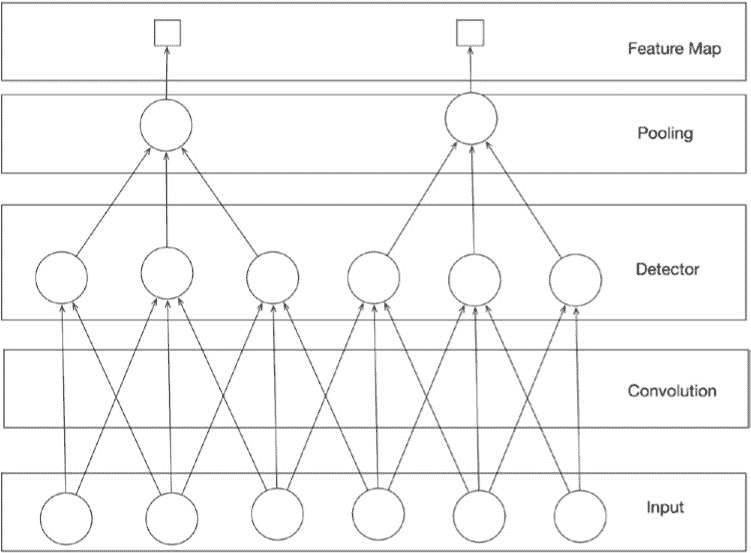 Feature Map
Pooling
Detector
Convolution
Input